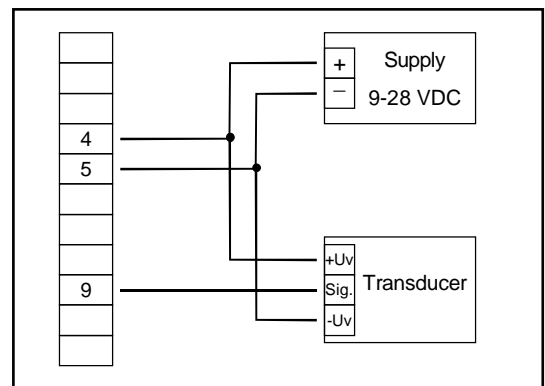 4
5
9
+ Supply
− 9-28 VDC
+Uv
Sig. Transducer
-Uv